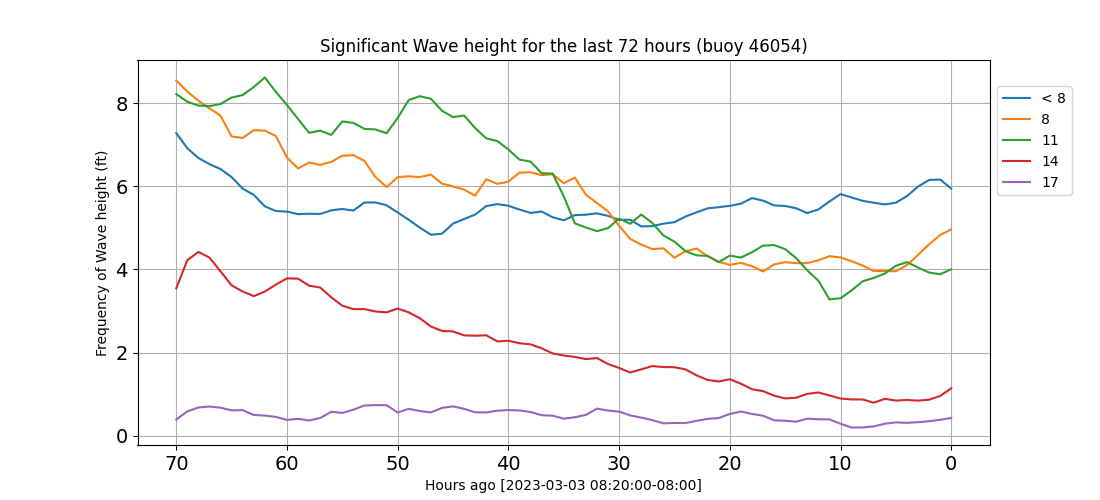 Significant Wave height for the last 72 hours (buoy 46054)
Frequency of Wave height (ft)
8
6
4
2
0
70 60 50 40 30 20 10 0
Hours ago [2023-03-03 08:20:00-08:00]
< 8
8
11
14
17